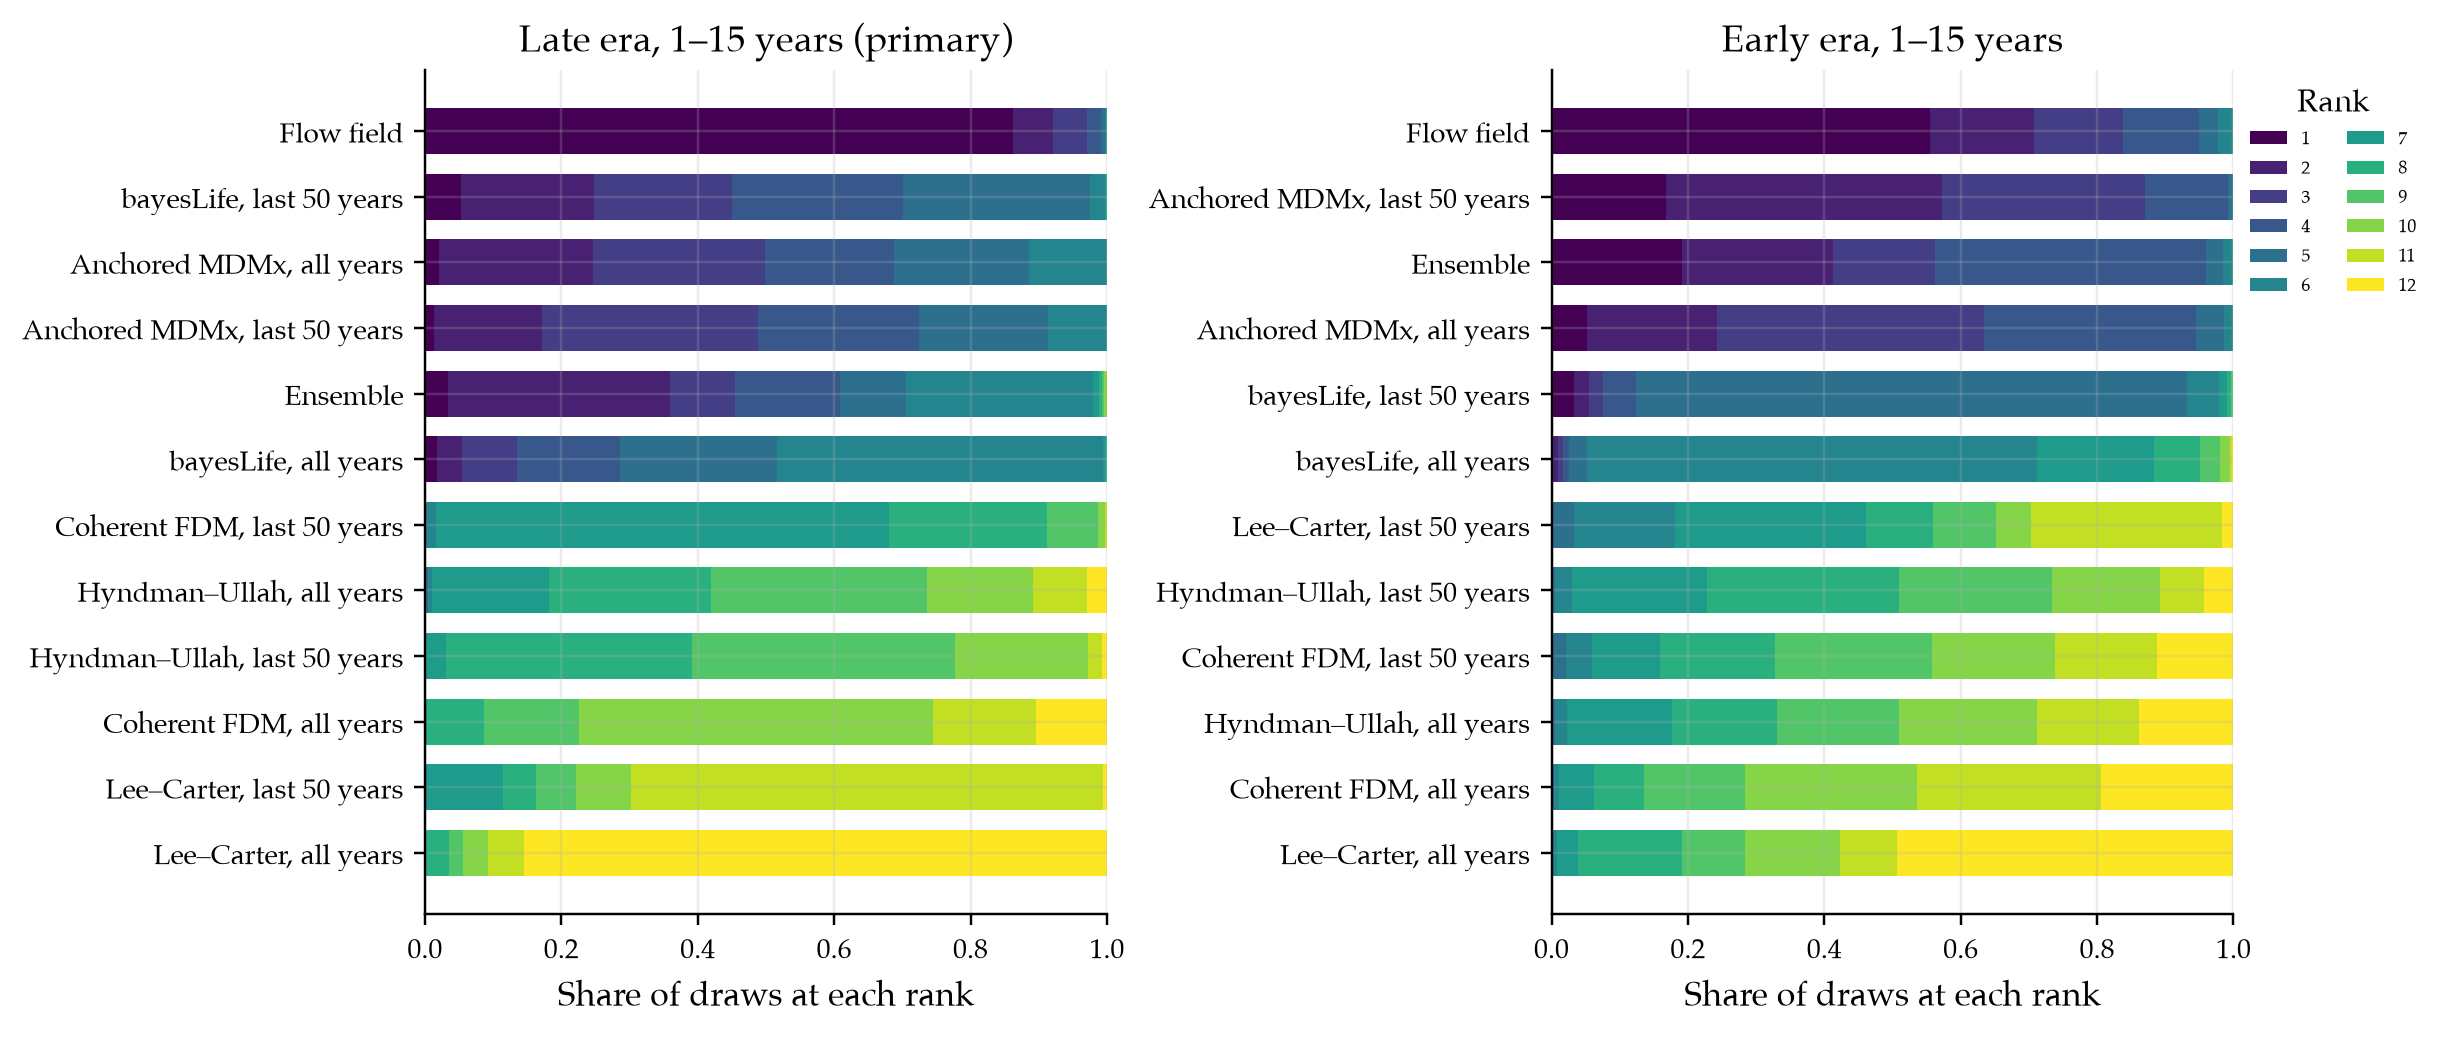 Late era, 1–15 years (primary)
Flow field
bayesLife, last 50 years
Anchored MDMx, all years
Anchored MDMx, last 50 years
Ensemble
bayesLife, all years
Coherent FDM, last 50 years
Hyndman–Ullah, all years
Hyndman–Ullah, last 50 years
Coherent FDM, all years
Lee–Carter, last 50 years
Lee–Carter, all years
0.0 0.2 0.4 0.6 0.8 1.0
Share of draws at each rank
Early era, 1–15 years
Flow field
Anchored MDMx, last 50 years
Ensemble
Anchored MDMx, all years
bayesLife, last 50 years
bayesLife, all years
Lee–Carter, last 50 years
Hyndman–Ullah, last 50 years
Coherent FDM, last 50 years
Hyndman–Ullah, all years
Coherent FDM, all years
Lee–Carter, all years
0.0 0.2 0.4 0.6 0.8 1.0
Share of draws at each rank
Rank
1 7
2 8
3 9
4 10
5 11
6 12